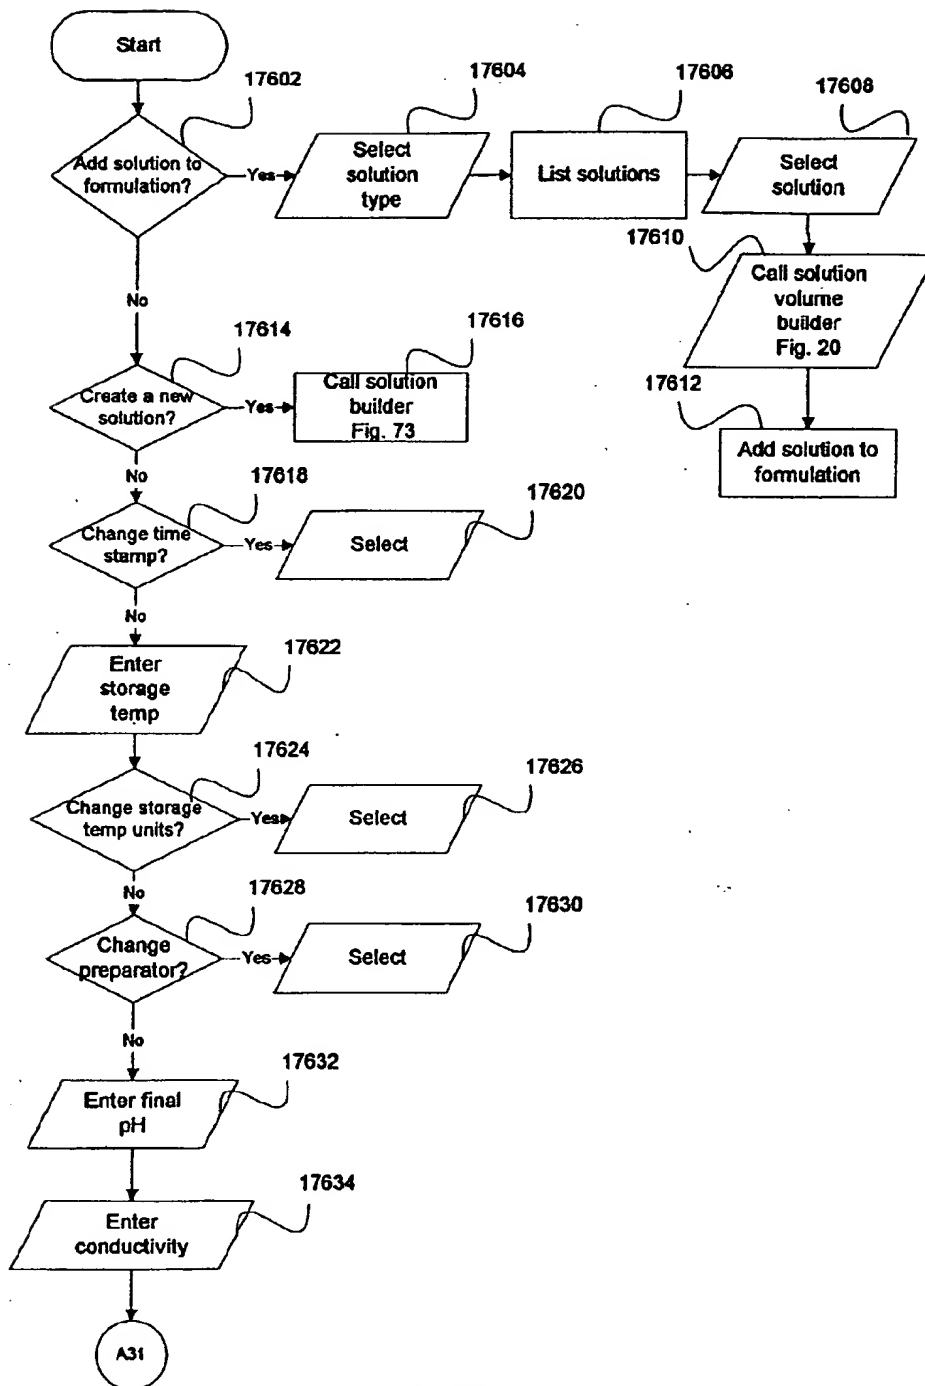 Start
17602
17604
17606
17608
Add solution to
formulation?
Yes
Select
solution
type
List solutions
Select
solution
17610
Call solution
volume
builder
Fig. 20
No
17614
17616
17612
Create a new
solution?
Yes
Call solution
builder
Fig. 73
Add solution to
formulation
No
17618
17620
Change time
stamp?
Yes
Select
No
17622
Enter
storage
temp
17624
17626
Change storage
temp units?
Yes
Select
No
17628
17630
Change
preparator?
Yes
Select
No
17632
Enter final
pH
17634
Enter
conductivity
A31